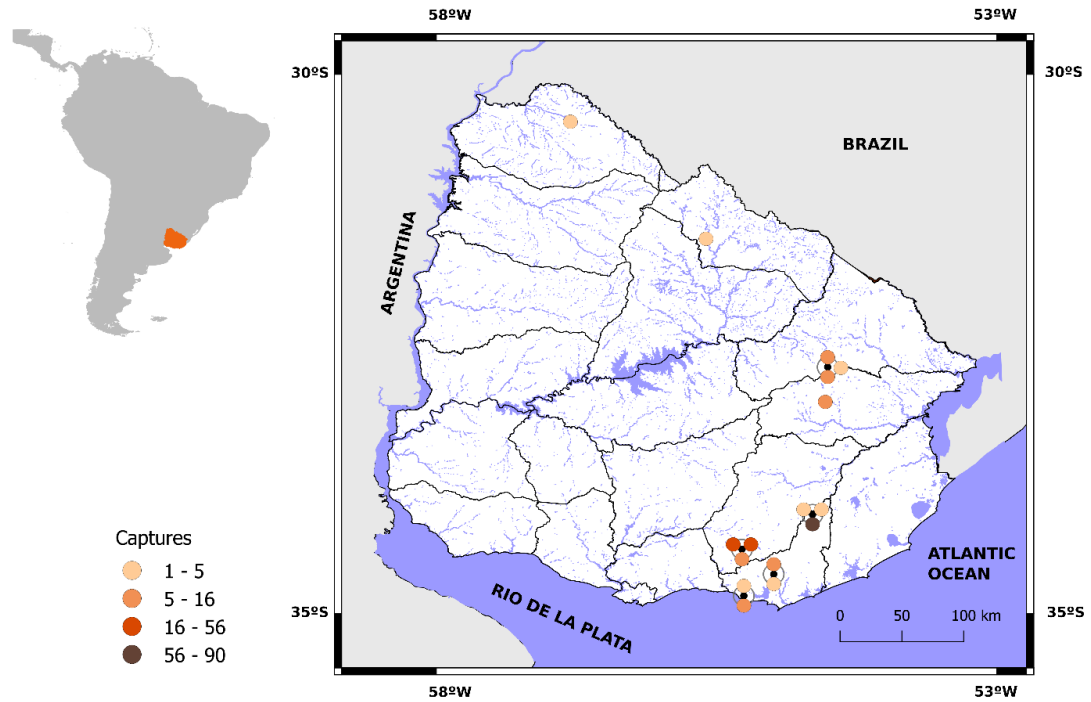 58ºW
53ºW
30ºS
30ºS
BRAZIL
ARGENTINA
Captures
1 - 5
5 - 16
16 - 56
56 - 90
ATLANTIC
OCEAN
RIO DE LA PLATA
0 50 100 km
35ºS
35ºS
58ºW
53ºW